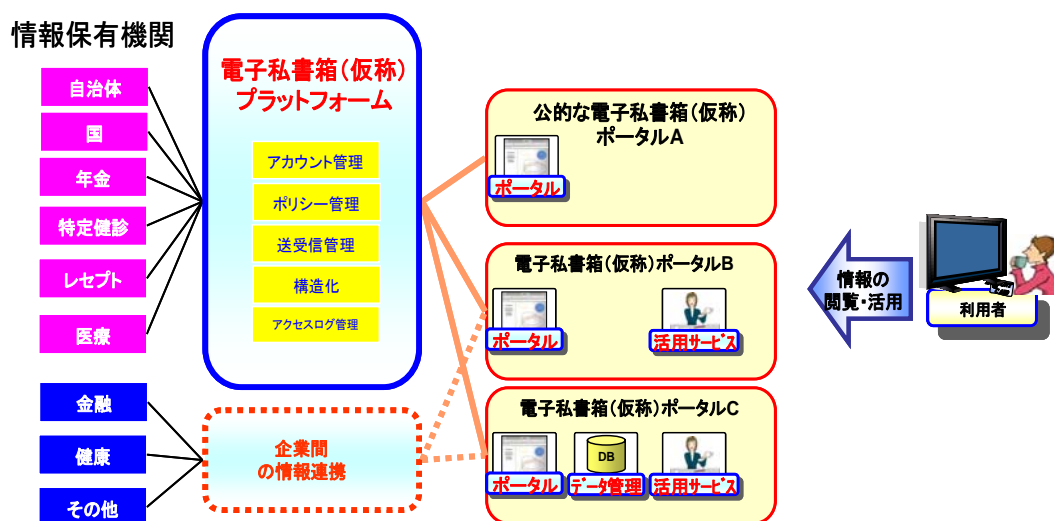 情報保有機関
自治体
国
年金
特定健診
レセプト
医療
金融
健康
その他
電子私書箱(仮称)
プラットフォーム
アカウント管理
ポリシー管理
送受信管理
構造化
アクセスログ管理
企業間
の情報連携
公的な電子私書箱(仮称)
ポータルA
ポータル
電子私書箱(仮称)ポータルB
ポータル
活用サービス
電子私書箱(仮称)ポータルC
ポータル
DB
データ管理
活用サービス
情報の
閲覧・活用
利用者